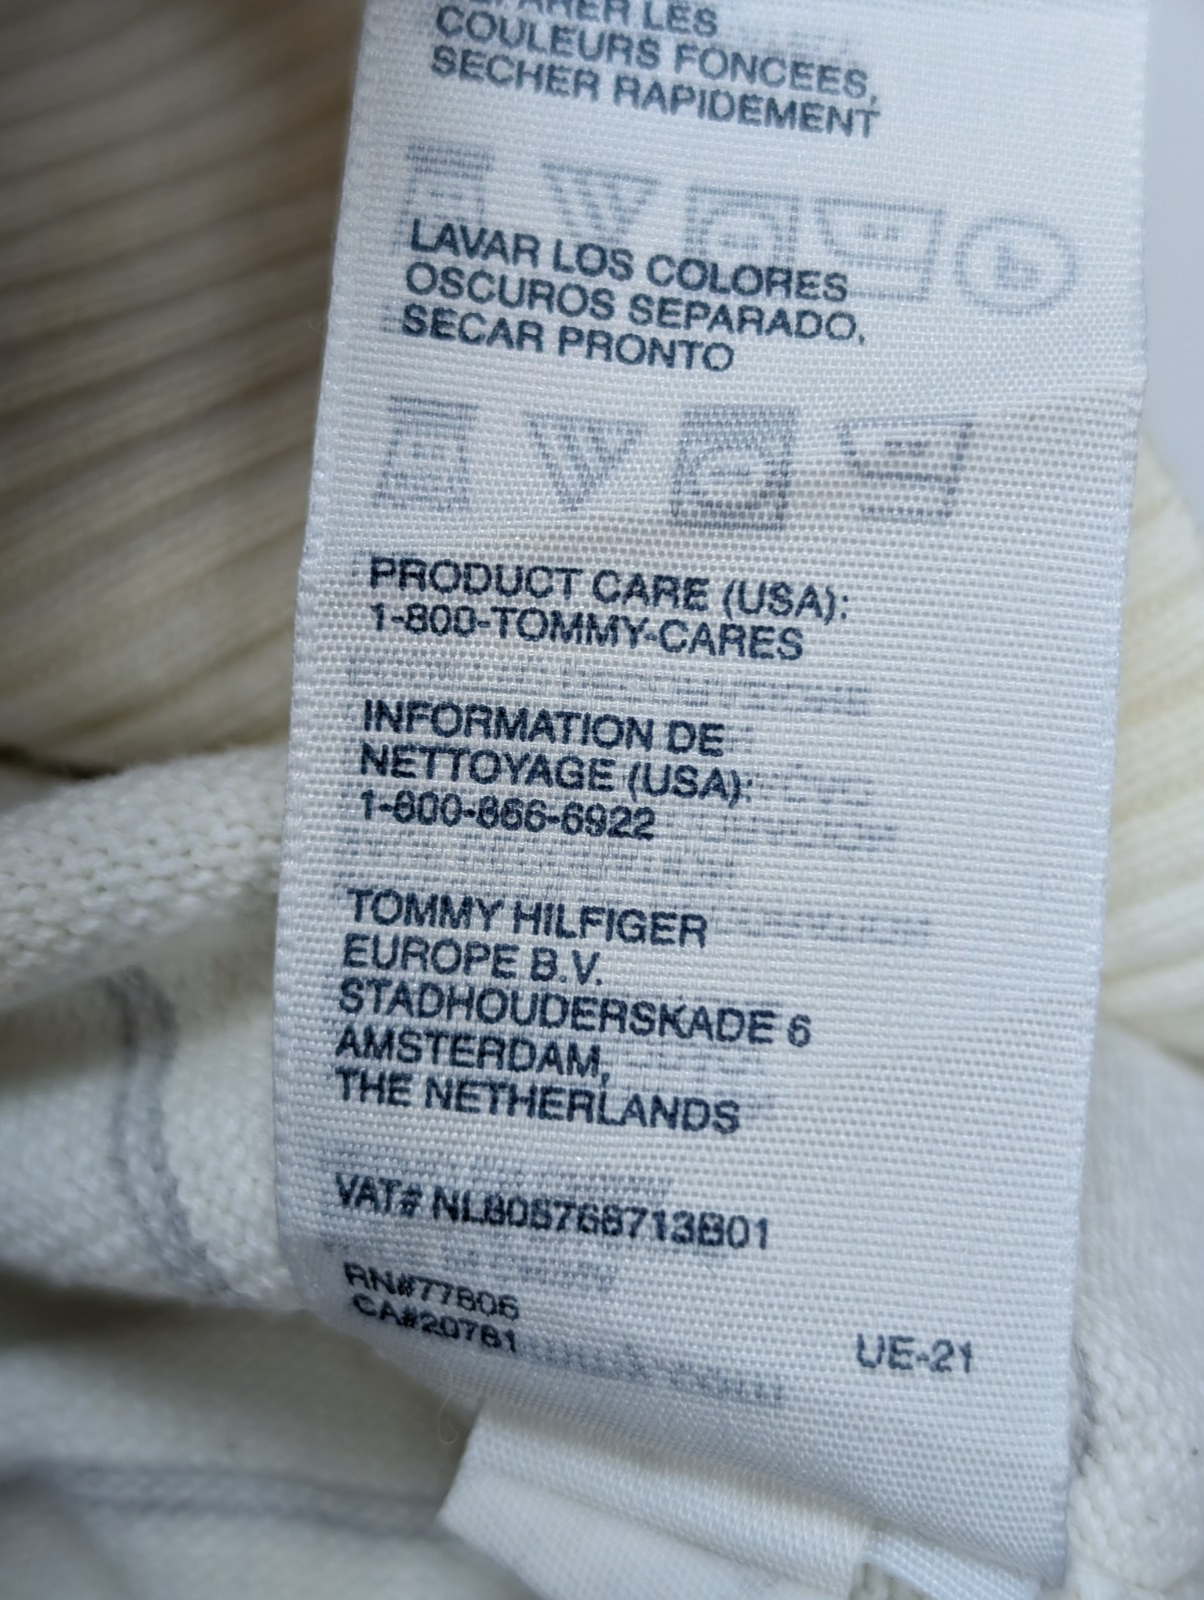 LES
COULEURS FONCEES,
SECHER RAPIDEMENT
LAVAR LOS COLORES
OSCUROS SEPARADO,
SECAR PRONTO
PRODUCT CARE (USA):
1-800-TOMMY-CARES
INFORMATION DE
NETTOYAGE (USA):
1-800-866-6922
TOMMY HILFIGER
EUROPE B.V.
STADHOUDERSKADE 6
AMSTERDAM,
THE NETHERLANDS
VAT#
RN#77806
CA#20781
UE-21